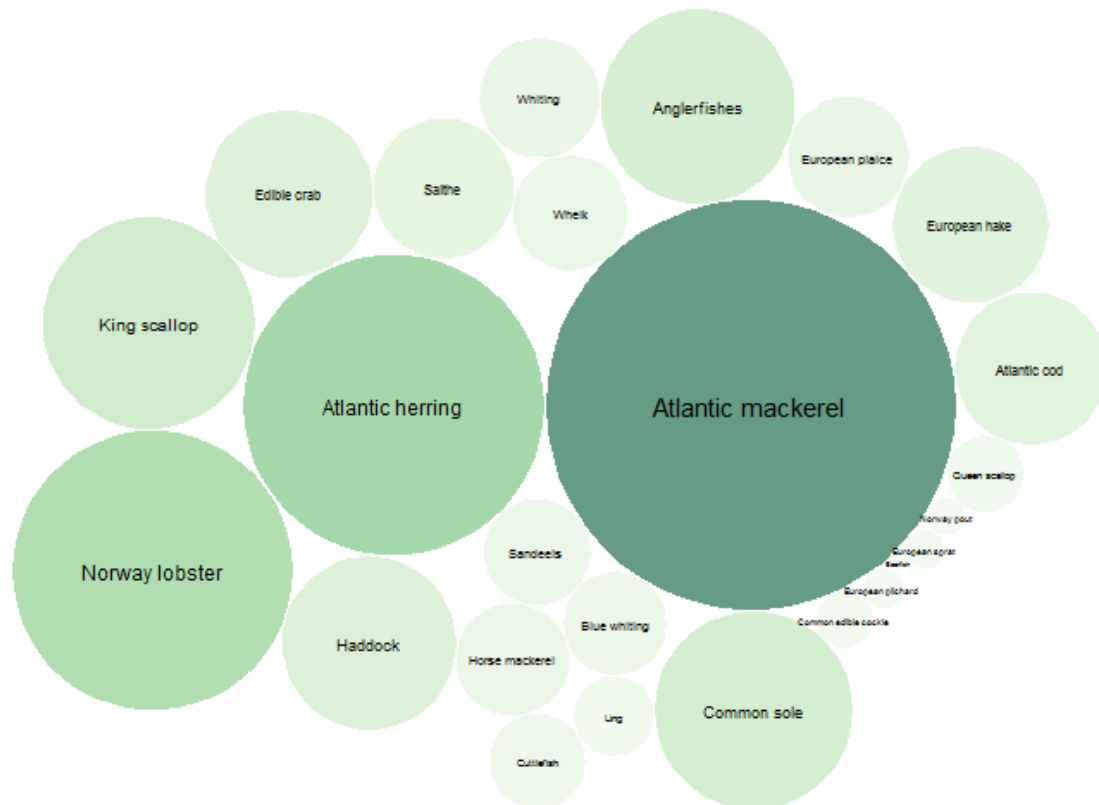 Whiting
Anglerfishes
European plaice
Edible crab
Saithe
Whelk
European hake
King scallop
Atlantic herring
Atlantic mackerel
Atlantic cod
Queen scallop
Norway pout
European sprat
European pilchard
Common edible cockle
Sandeels
Norway lobster
Blue whiting
Haddock
Horse mackerel
Ling
Common sole
Cuttlefish